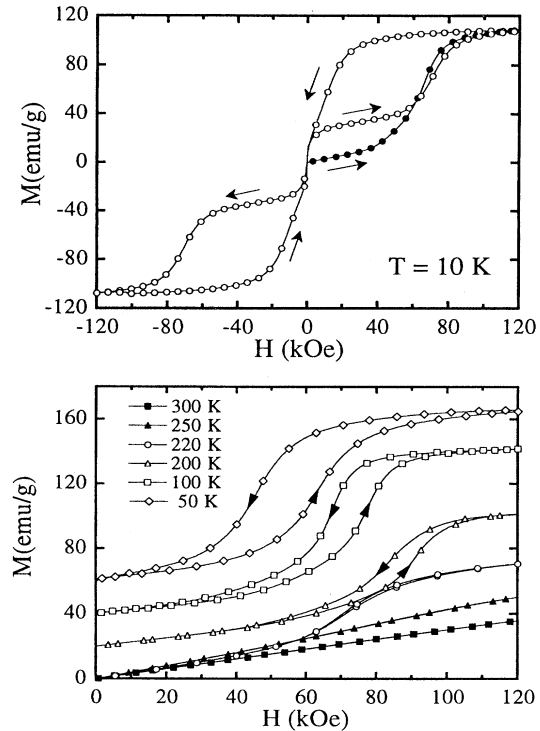 120
80
40
0
-40
-80
-120
M(emu/g)
T = 10 K
-120 -80 -40 0 40 80 120
H (kOe)
160
120
80
40
0
M(emu/g)
300 K
250 K
220 K
200 K
100 K
50 K
0 20 40 60 80 100 120
H (kOe)